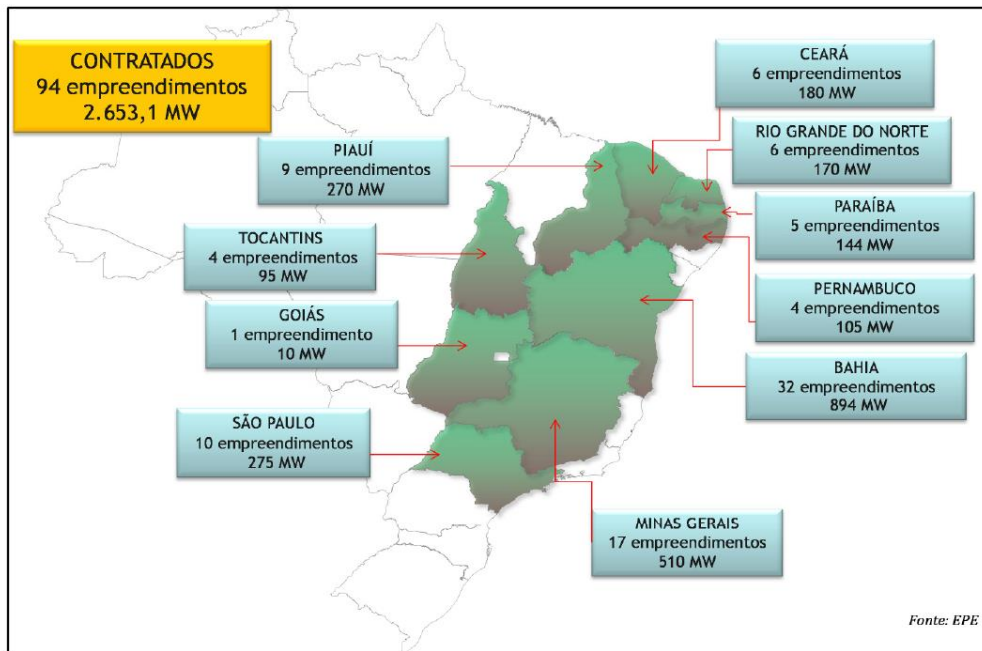 CONTRATADOS
94 empreendimentos
2.653,1 MW
CEARÁ
6 empreendimentos
180 MW
RIO GRANDE DO NORTE
6 empreendimentos
170 MW
PIAUÍ
9 empreendimentos
270 MW
PARAÍBA
5 empreendimentos
144 MW
TOCANTINS
4 empreendimentos
95 MW
PERNAMBUCO
4 empreendimentos
105 MW
GOIÁS
1 empreendimento
10 MW
BAHIA
32 empreendimentos
894 MW
SÃO PAULO
10 empreendimentos
275 MW
MINAS GERAIS
17 empreendimentos
510 MW
Fonte: EPE